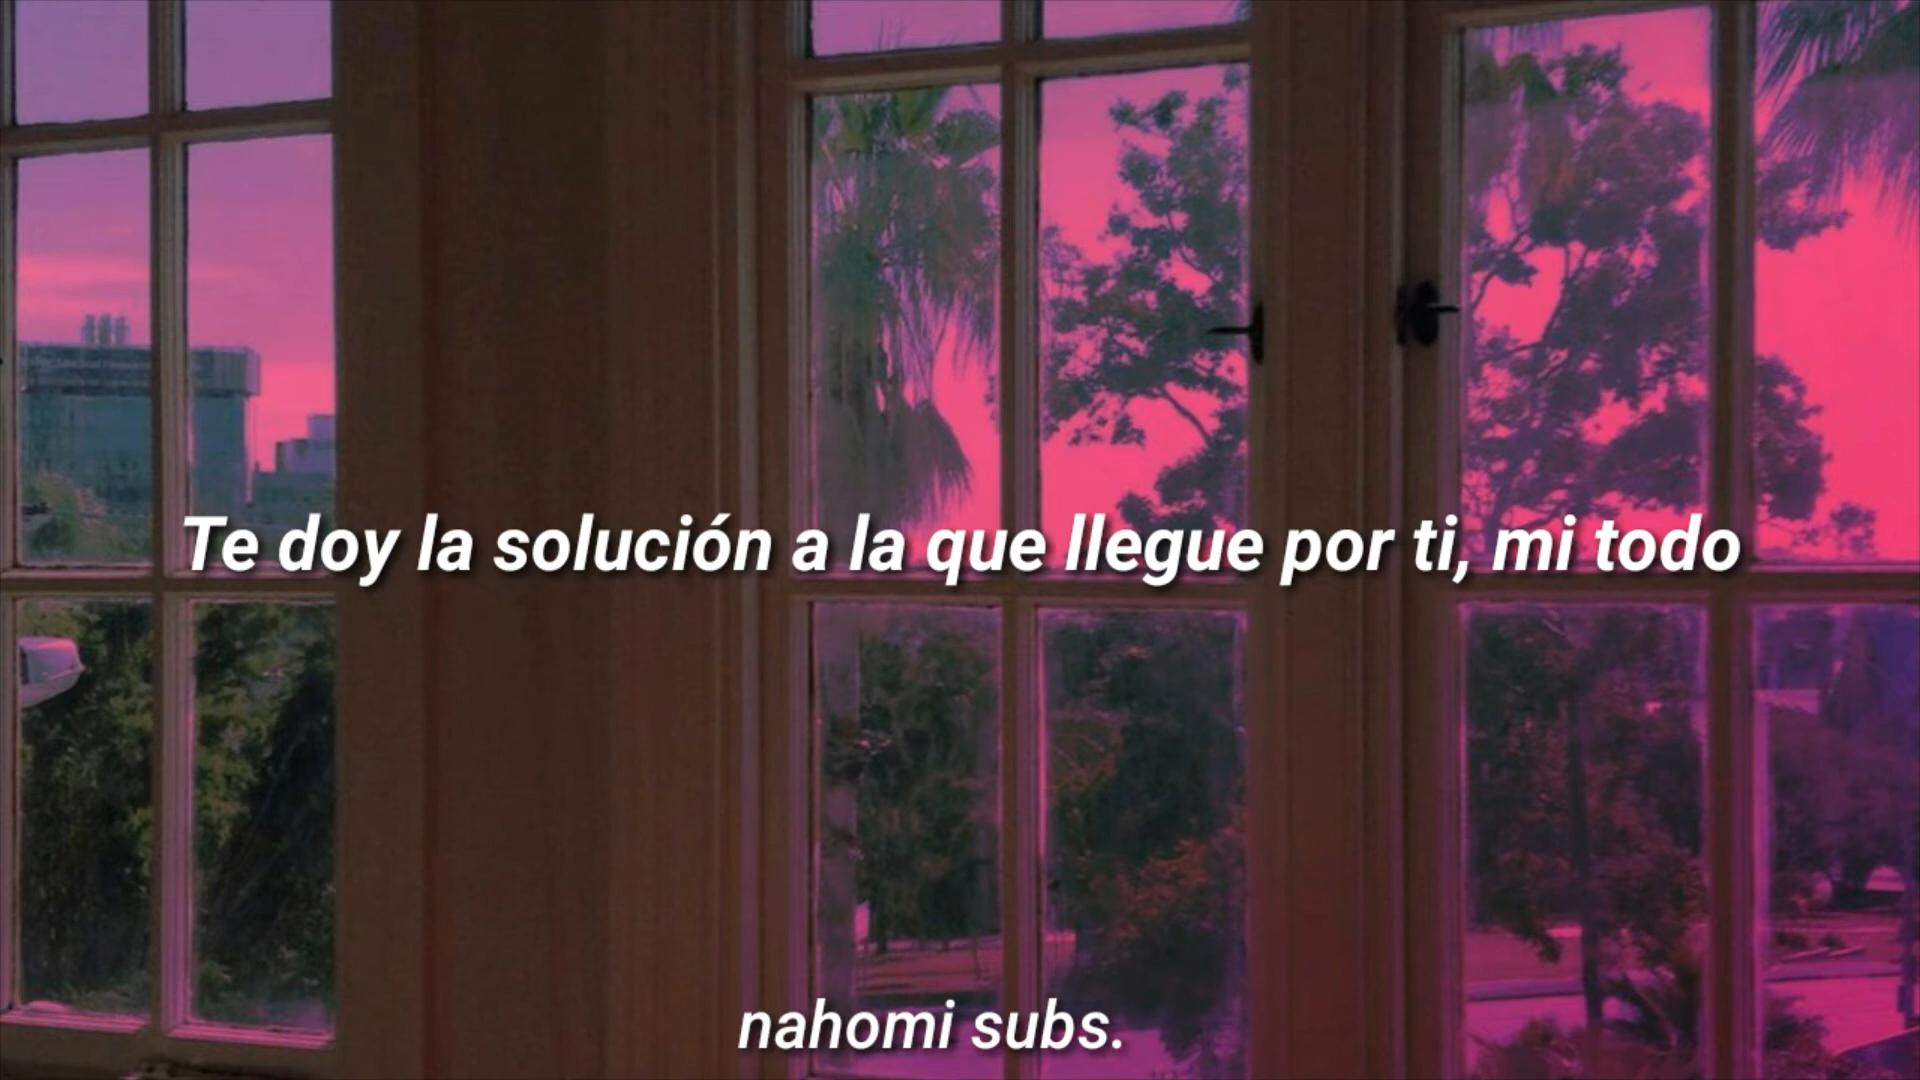 Te doy la solución a la que llegue por ti, mi todo
nahomi subs.